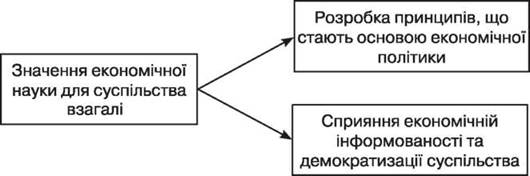 Значення економічної
науки для суспільства
взагалі
Розробка принципів, що
стають основою економічної
політики
Сприяння економічній
інформованості та
демократизації суспільства